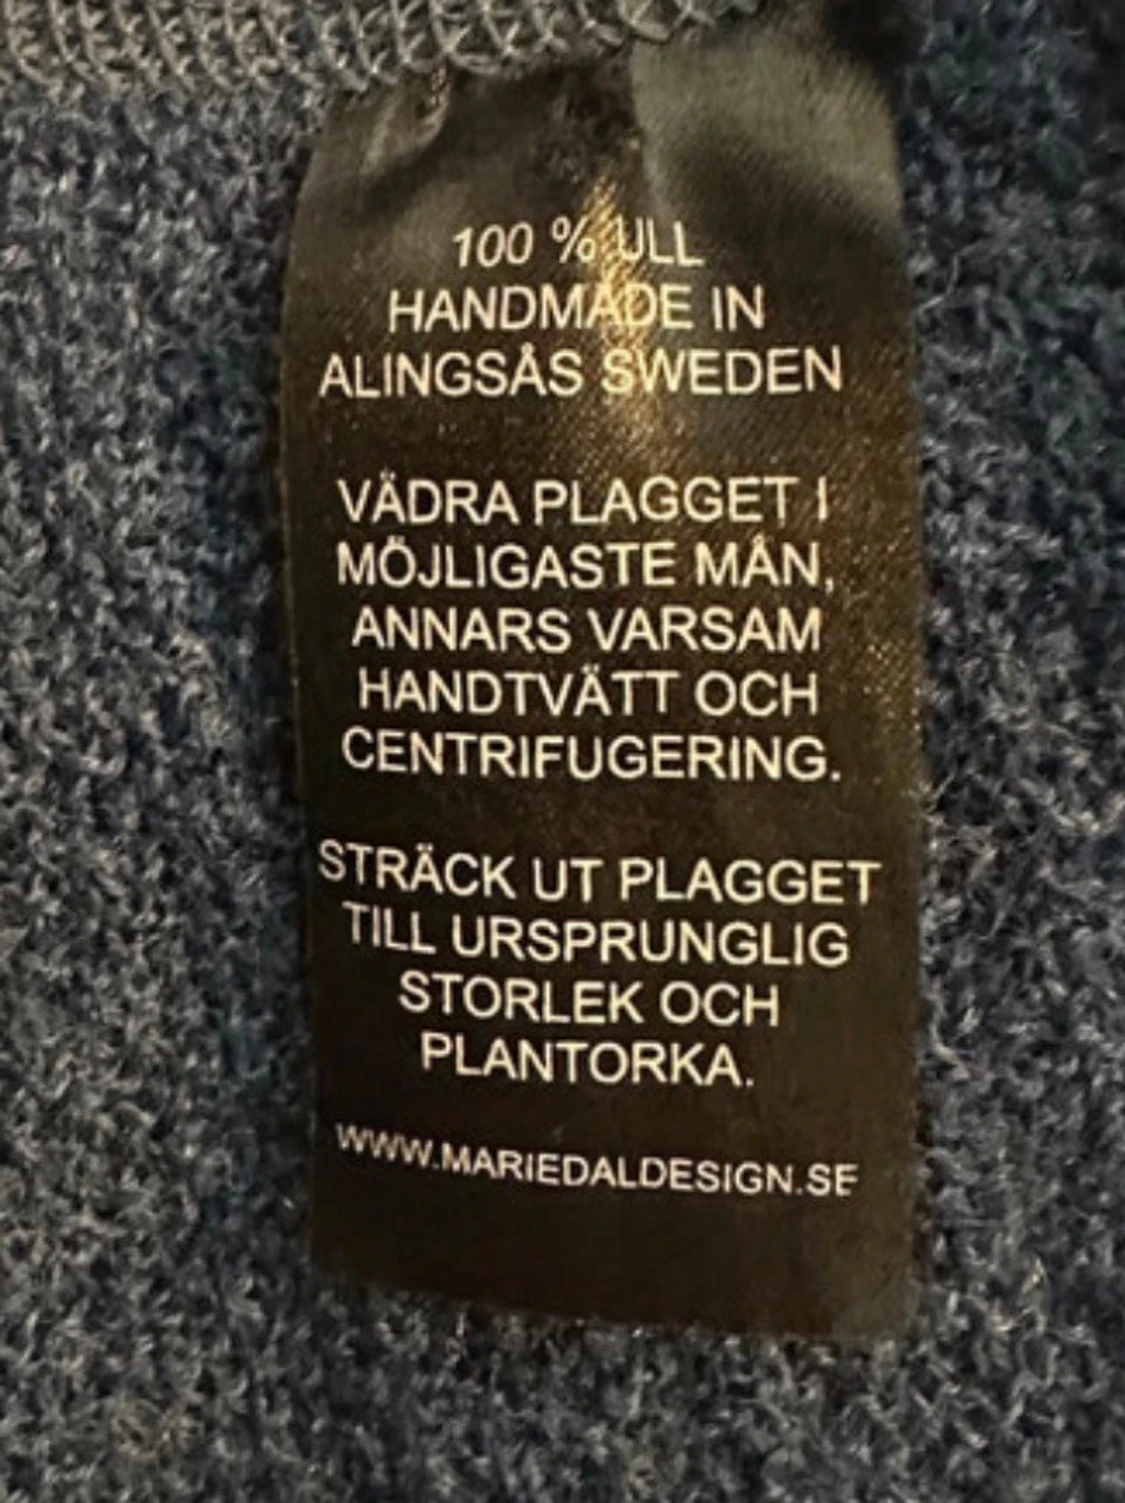 100 % ULL
HANDMADE IN
ALINGSÅS SWEDEN
VÄDRA PLAGGET I
MÖJLIGASTE MÅN,
ANNARS VARSAM
HANDTVÄTT OCH
CENTRIFUGERING.
STRÄCK UT PLAGGET
TILL URSPRUNGLIG
STORLEK OCH
PLANTORKA.
WWW.MARIEDALDESIGN.SE